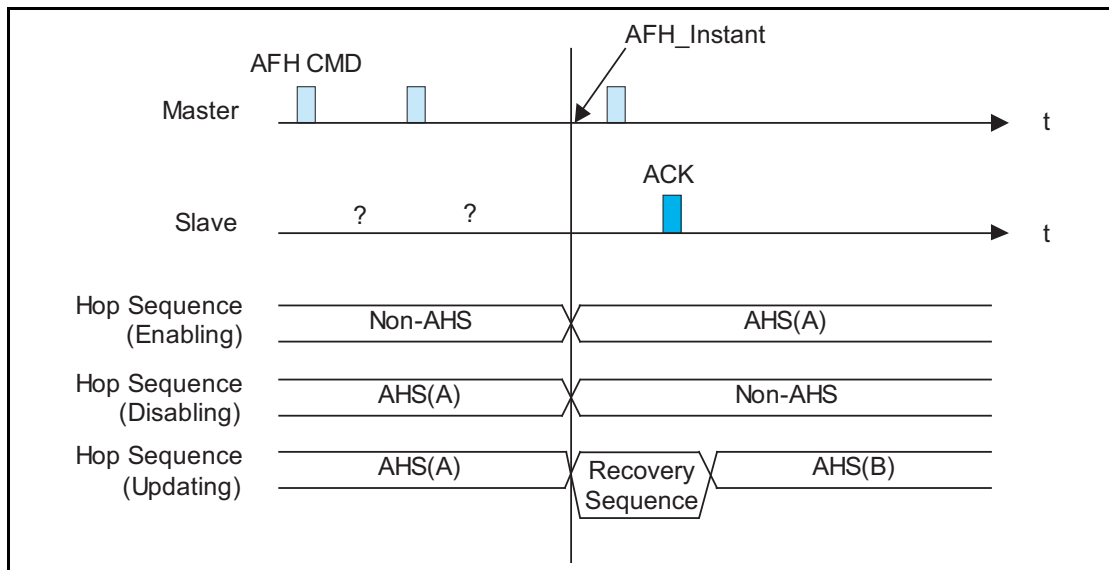 AFH_Instant
AFH CMD
Master
t
ACK
Slave
?
?
t
Hop Sequence
(Enabling)
Non-AHS
AHS(A)
Hop Sequence
(Disabling)
AHS(A)
Non-AHS
Hop Sequence
(Updating)
AHS(A)
Recovery
Sequence
AHS(B)